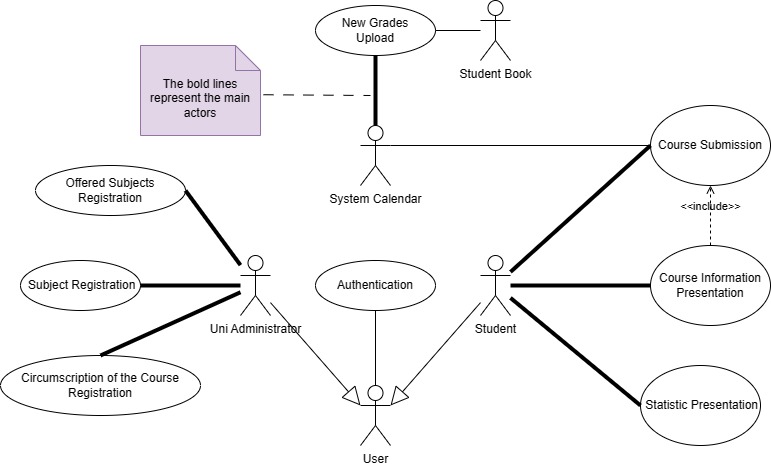 New Grades
Upload
Student Book
The bold lines
represent the main
actors
System Calendar
Course Submission
Offered Subjects
Registration
<<include>>
Subject Registration
Uni Administrator
Authentication
Student
Course Information
Presentation
Circumscription of the Course
Registration
Statistic Presentation
User